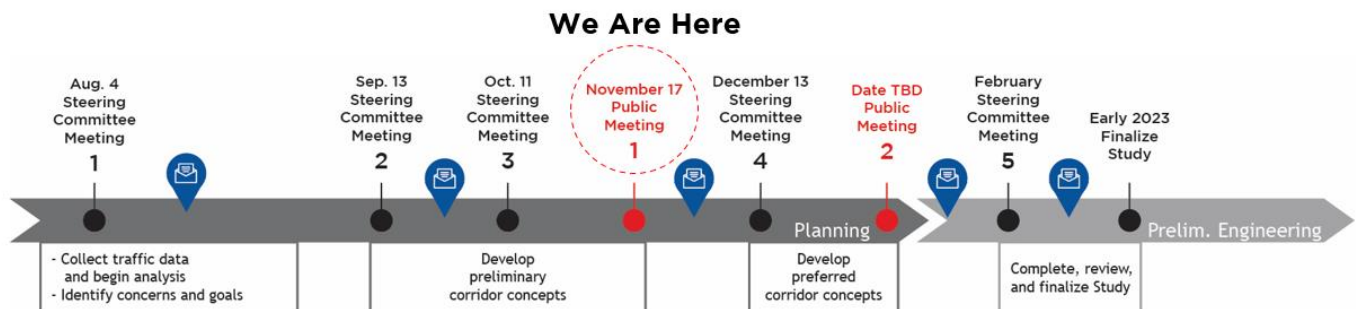 We Are Here
Aug. 4
Steering
Committee
Meeting
1
Sep. 13
Steering
Committee
Meeting
2
Oct. 11
Steering
Committee
Meeting
3
November 17
Public
Meeting
1
December 13
Steering
Committee
Meeting
4
Date TBD
Public
Meeting
2
February
Steering
Committee
Meeting
5
Early 2023
Finalize
Study
Planning
Prelim. Engineering
- Collect traffic data
and begin analysis
- Identify concerns and goals
Develop
preliminary
corridor concepts
Develop
preferred
corridor concepts
Complete, review,
and finalize Study